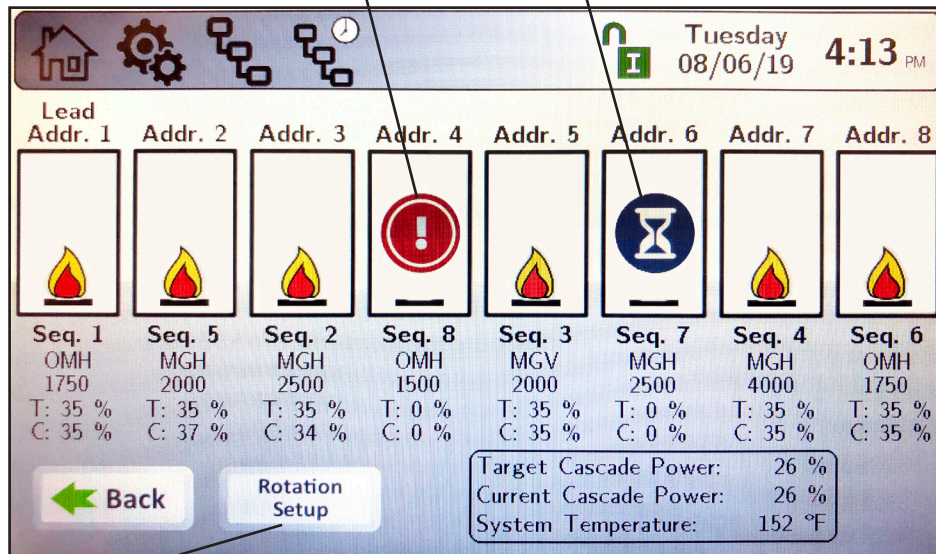 Tuesday
08/06/19
4:13 PM
Lead
Addr. 1 Addr. 2 Addr. 3 Addr. 4 Addr. 5 Addr. 6 Addr. 7 Addr. 8
!
Seq. 1 Seq. 5 Seq. 2 Seq. 8 Seq. 3 Seq. 7 Seq. 4 Seq. 6
OMH MGH MGH OMH MGV MGH MGH OMH
1750 2000 2500 1500 2000 2500 4000 1750
T: 35 % T: 35 % T: 35 % T: 0 % T: 35 % T: 0 % T: 35 % T: 35 %
C: 35 % C: 37 % C: 34 % C: 0 % C: 35 % C: 0 % C: 35 % C: 35 %
Back
Rotation
Setup
Target Cascade Power: 26 %
Current Cascade Power: 26 %
System Temperature: 152 °F